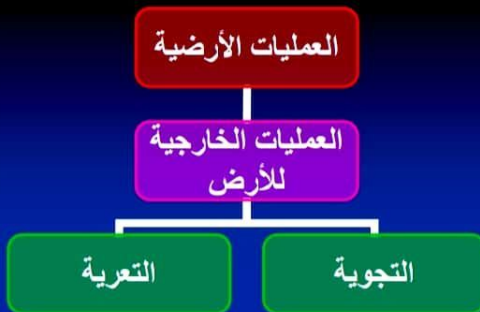 العمليات الأرضية
العمليات الخارجية
للأرض
التجوية
التعرية